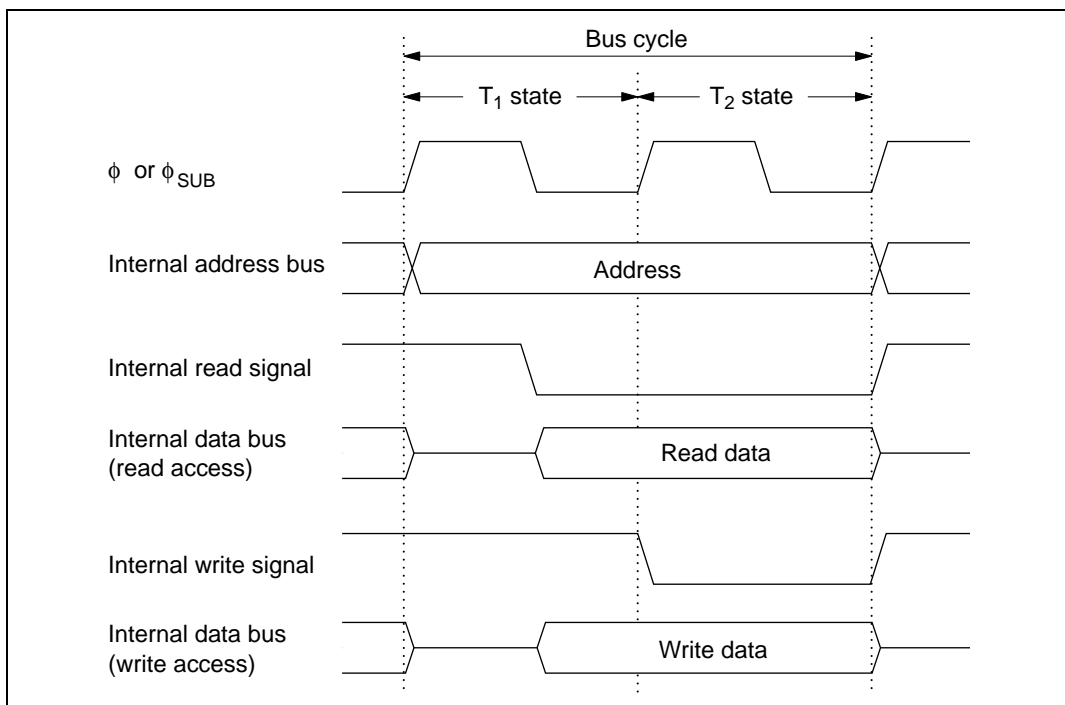 Bus cycle
T1 state T2 state
φ or φSUB
Internal address bus
Address
Internal read signal
Internal data bus
(read access)
Read data
Internal write signal
Internal data bus
(write access)
Write data